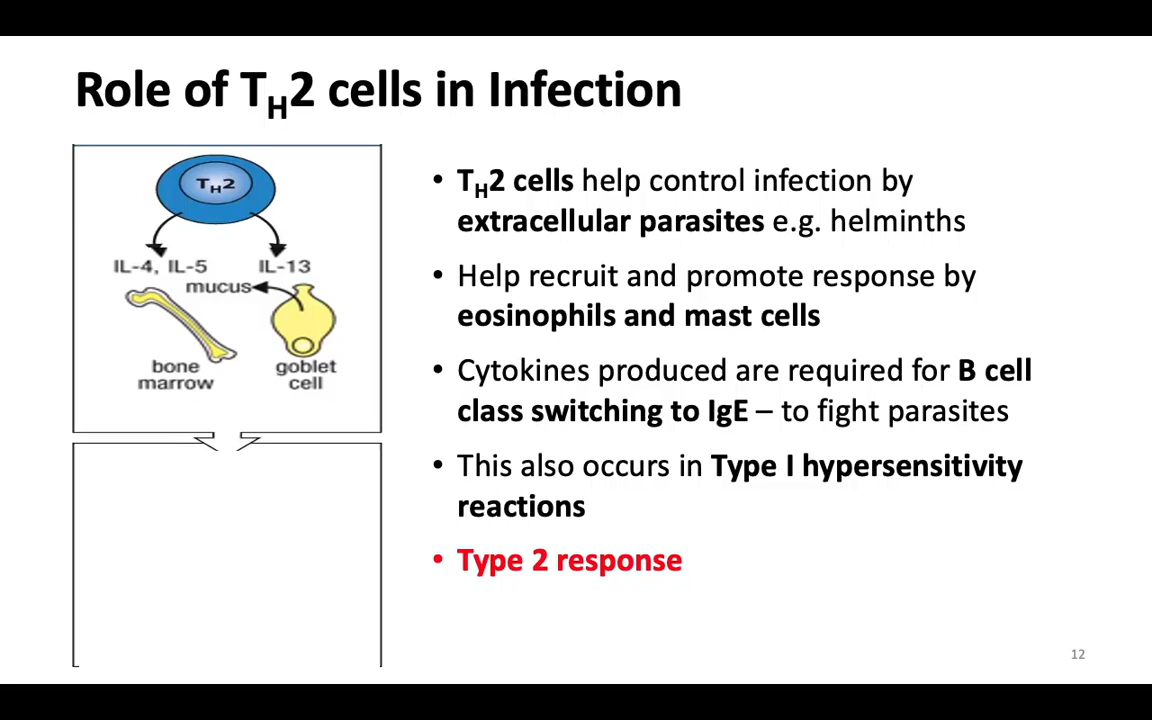 Role of TH2 cells in Infection
TH2
IL-4, IL-5
IL-13
mucus
bone
marrow
goblet
cell
• TH2 cells help control infection by
extracellular parasites e.g. helminths
• Help recruit and promote response by
eosinophils and mast cells
• Cytokines produced are required for B cell
class switching to IgE – to fight parasites
• This also occurs in Type I hypersensitivity
reactions
• Type 2 response
12